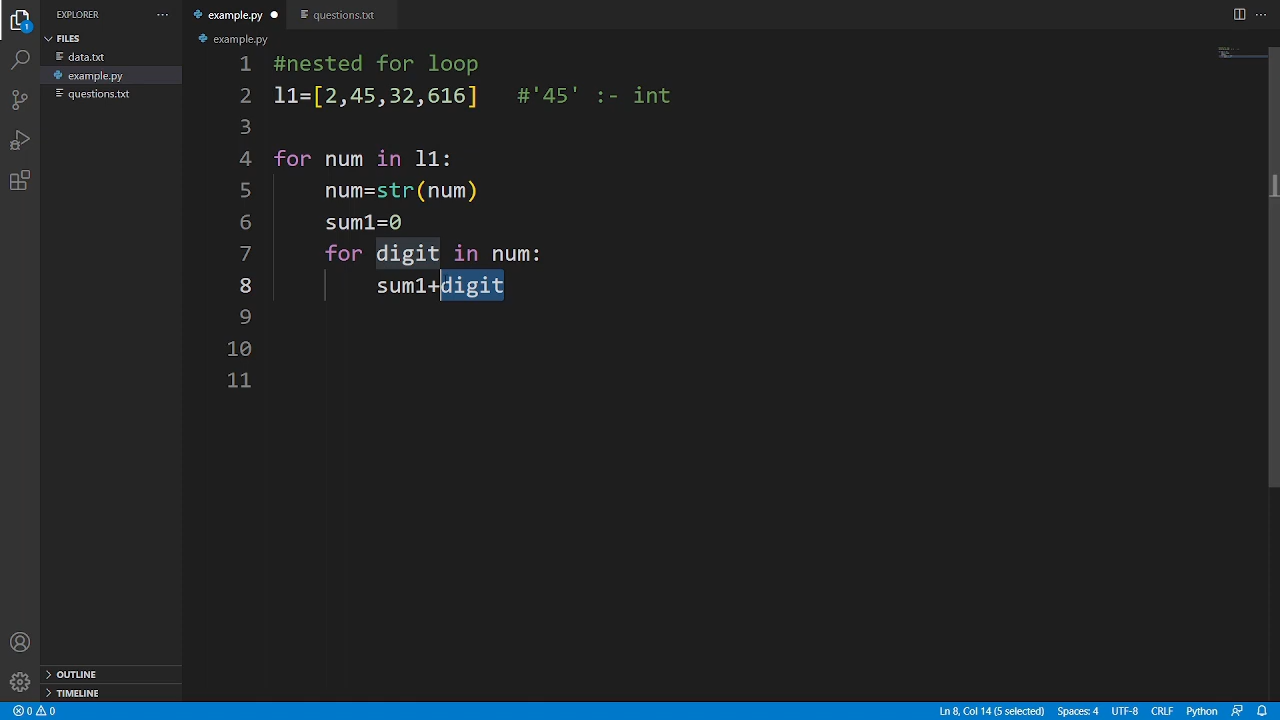 EXPLORER
···
example.py
questions.txt
···
FILES
example.py
data.txt
example.py
questions.txt
1 #nested for loop
2 l1=[2,45,32,616]   #'45' :- int
3
4 for num in l1:
5     num=str(num)
6     sum1=0
7     for digit in num:
8         sum1+digit
9
10
11
1
OUTLINE
TIMELINE
0 0
Ln 8, Col 14 (5 selected)
Spaces: 4
UTF-8
CRLF
Python